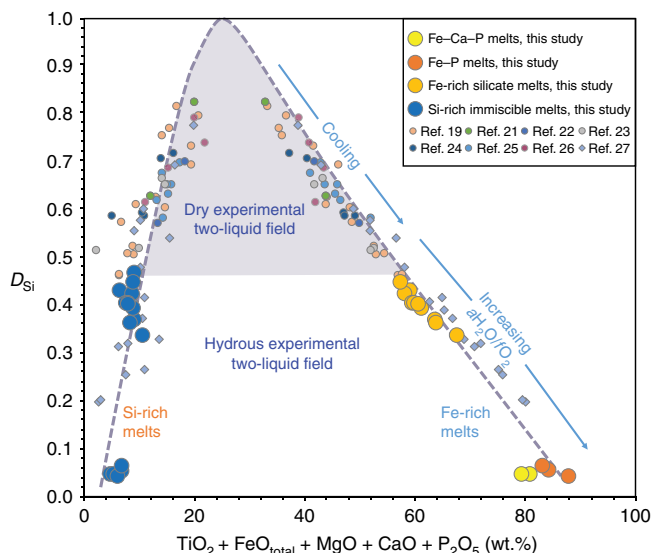 1.0
0.9
0.8
0.7
0.6
0.5
0.4
0.3
0.2
0.1
0.0
D_Si
Fe–Ca–P melts, this study
Fe–P melts, this study
Fe-rich silicate melts, this study
Si-rich immiscible melts, this study
Ref. 19 Ref. 21 Ref. 22 Ref. 23
Ref. 24 Ref. 25 Ref. 26 Ref. 27
Cooling
Dry experimental
two-liquid field
Increasing
aH₂O/fO₂
Hydrous experimental
two-liquid field
Si-rich
melts
Fe-rich
melts
0 20 40 60 80 100
TiO₂ + FeO_total + MgO + CaO + P₂O₅ (wt.%)